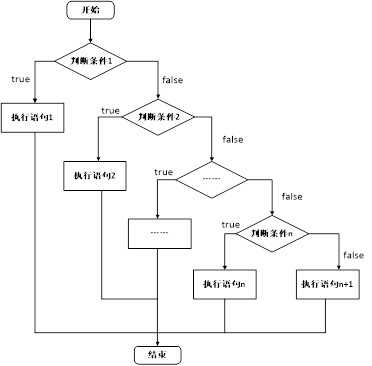 开始
判断条件1
true
false
执行语句1
判断条件2
true
false
执行语句2
……
true
false
……
判断条件n
true
false
执行语句n
执行语句n+1
结束